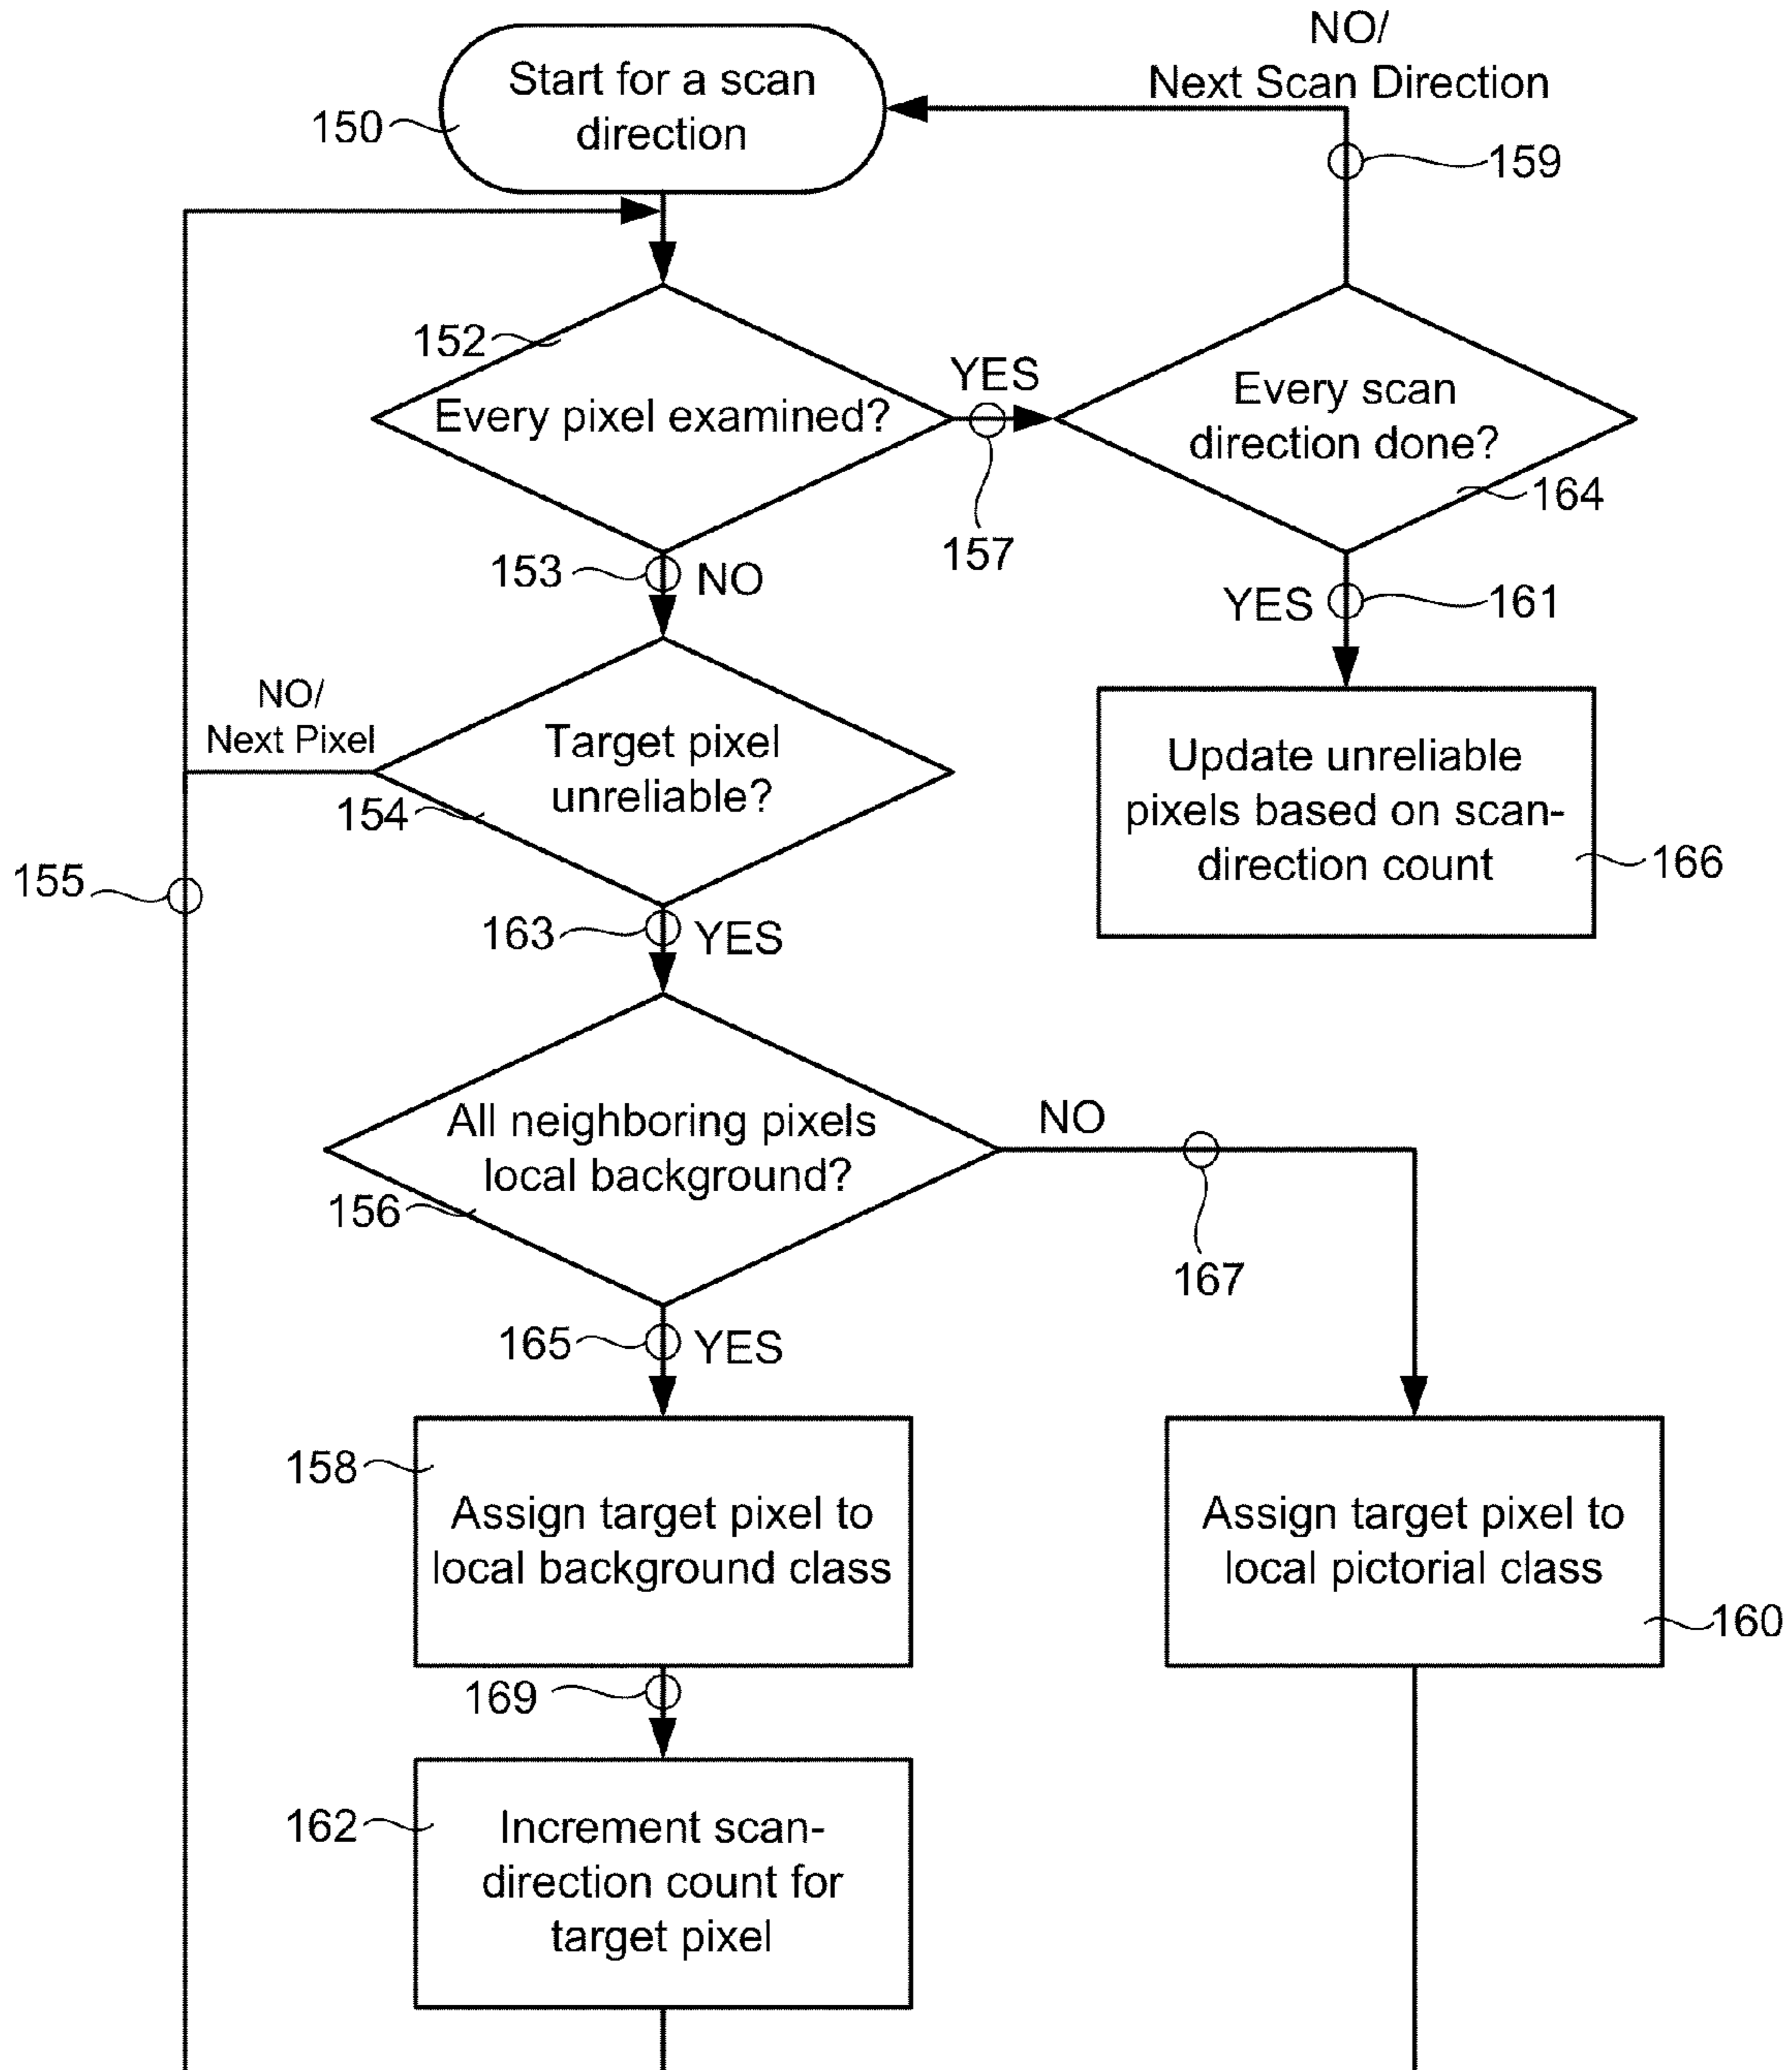 NO/
Next Scan Direction
Start for a scan
direction
150
159
152
Every pixel examined?
YES
157
Every scan
direction done?
164
153
NO
YES
161
NO/
Next Pixel
Target pixel
unreliable?
154
Update unreliable
pixels based on scan-
direction count
166
155
163
YES
All neighboring pixels
local background?
156
NO
167
165
YES
158
Assign target pixel to
local background class
Assign target pixel to
local pictorial class
160
169
162
Increment scan-
direction count for
target pixel